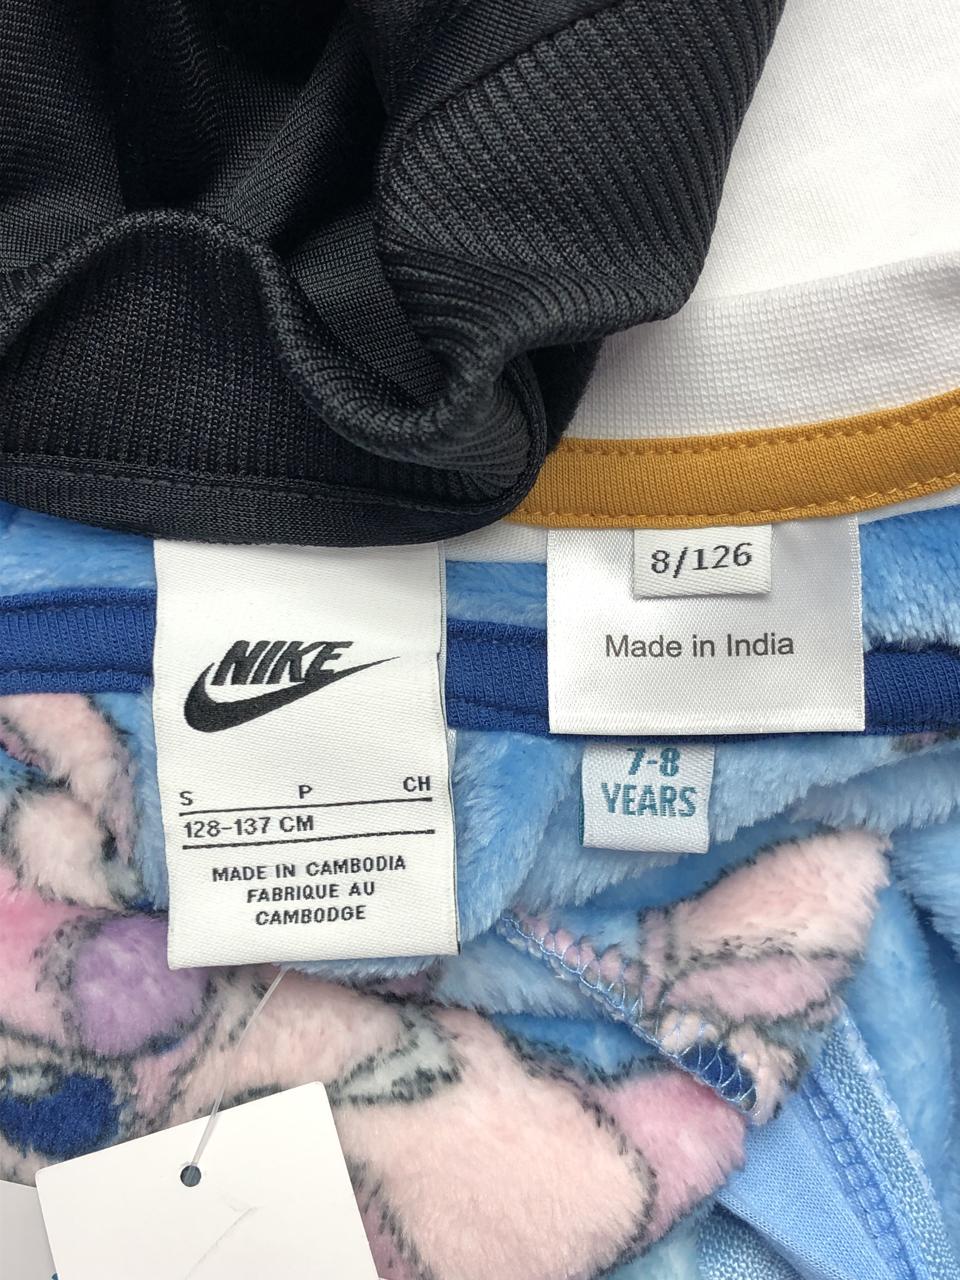 8/126
Made in India
NIKE
S P CH
128-137 CM
MADE IN CAMBODIA
FABRIQUE AU
CAMBODGE
7-8
YEARS